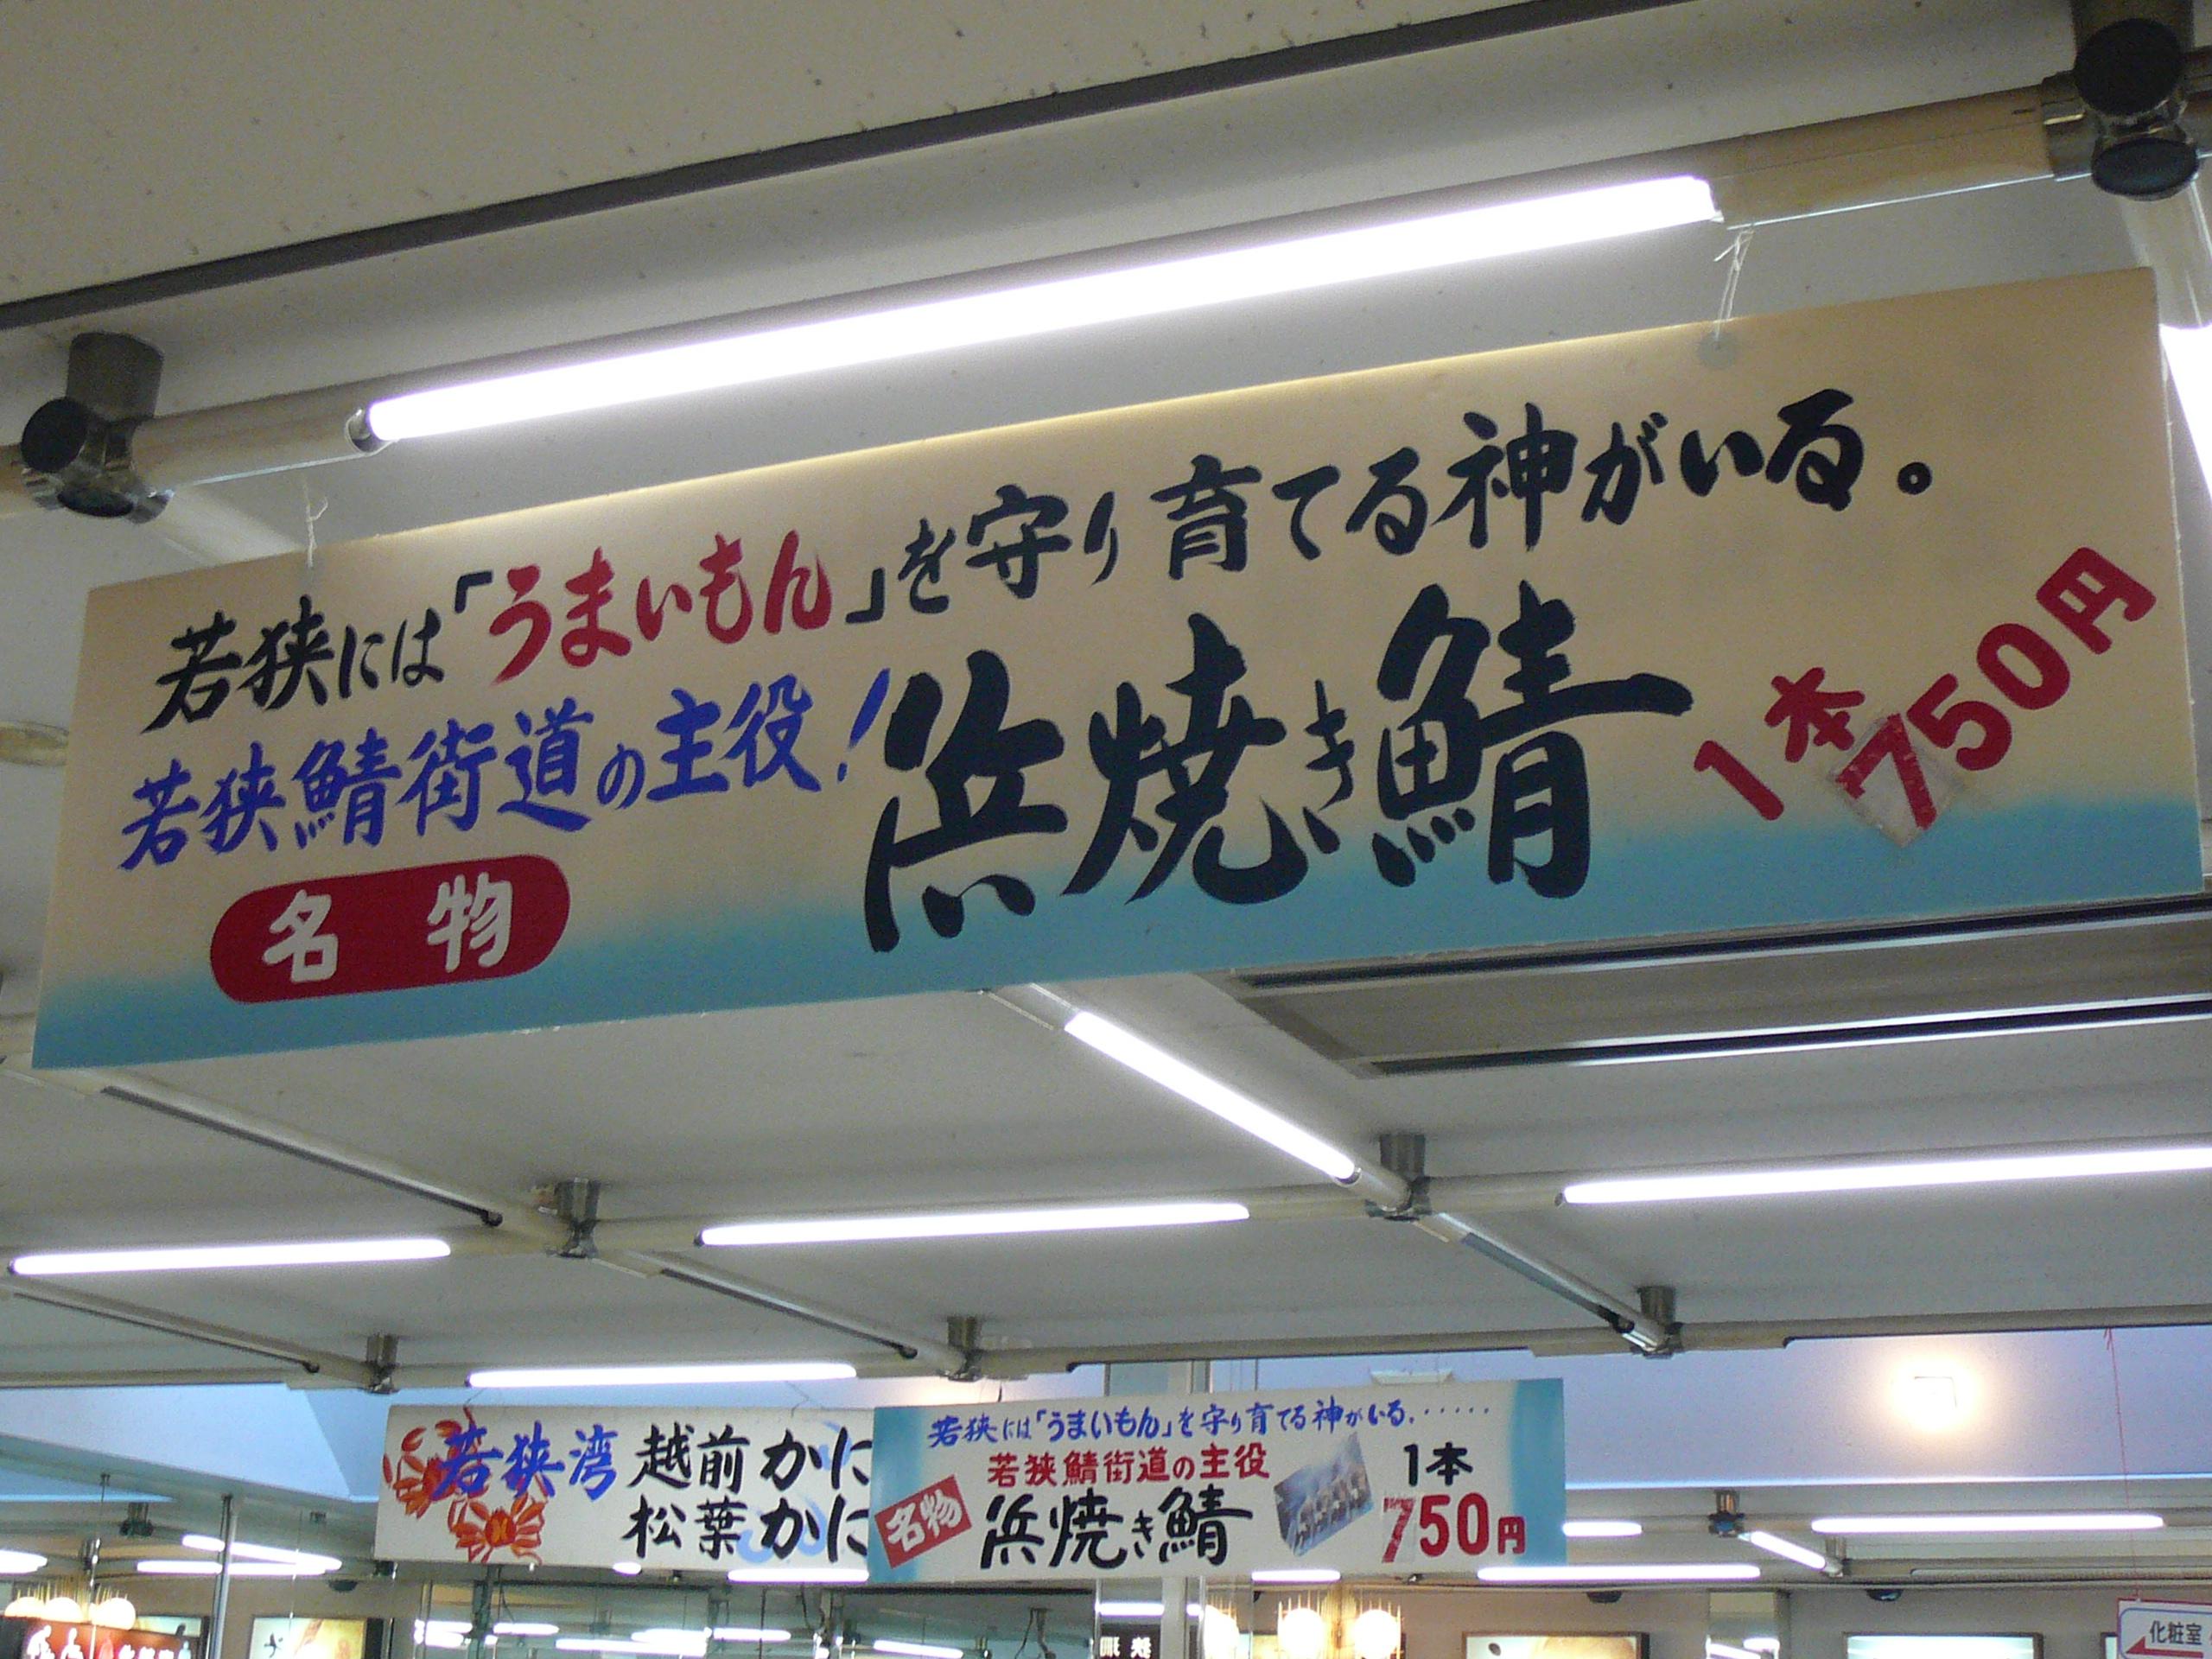 若狭には「うまいもん」を守り育てる神がいる。
若狭鯖街道の主役!
名物
浜焼き鯖
1本
750円
若狭湾
越前かに
松葉かに
若狭には「うまいもん」を守り育てる神がいる......
若狭鯖街道の主役
名物
浜焼き鯖
1本
750円
化粧室